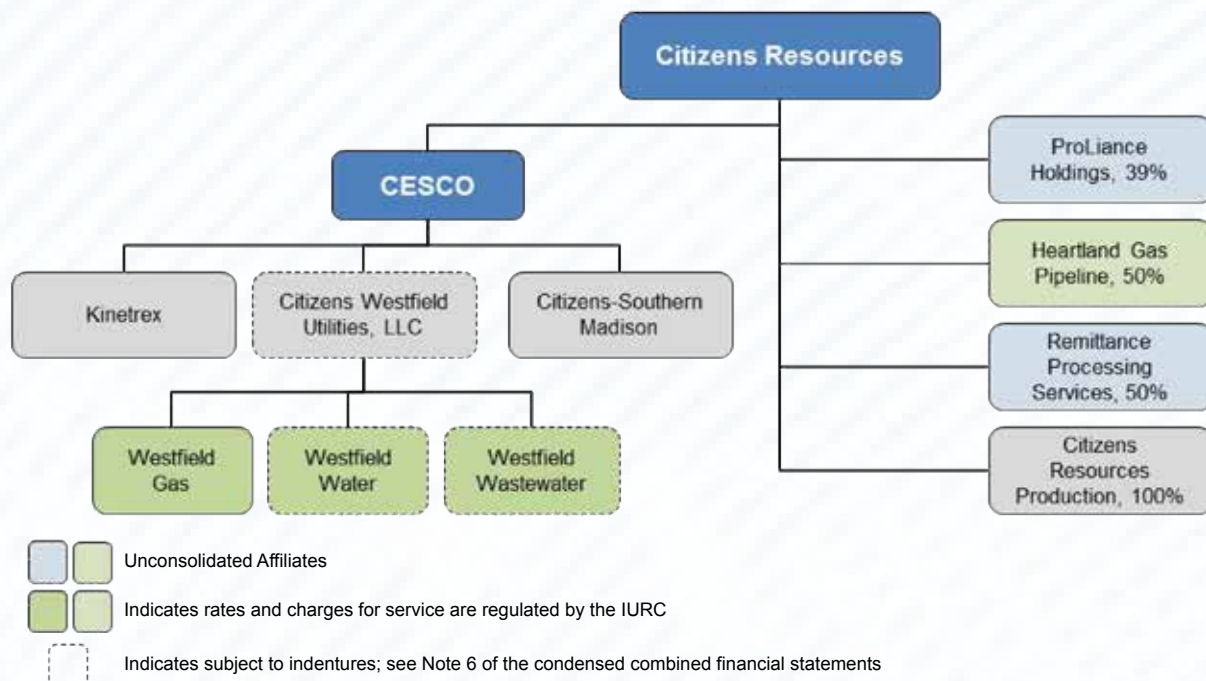 Citizens Resources
ProLiance
Holdings, 39%
CESCO
Heartland Gas
Pipeline, 50%
Kinetrex
Citizens Westfield
Utilities, LLC
Citizens-Southern
Madison
Remittance
Processing
Services, 50%
Westfield
Gas
Westfield
Water
Westfield
Wastewater
Citizens
Resources
Production, 100%
Unconsolidated Affiliates
Indicates rates and charges for service are regulated by the IURC
Indicates subject to indentures; see Note 6 of the condensed combined financial statements